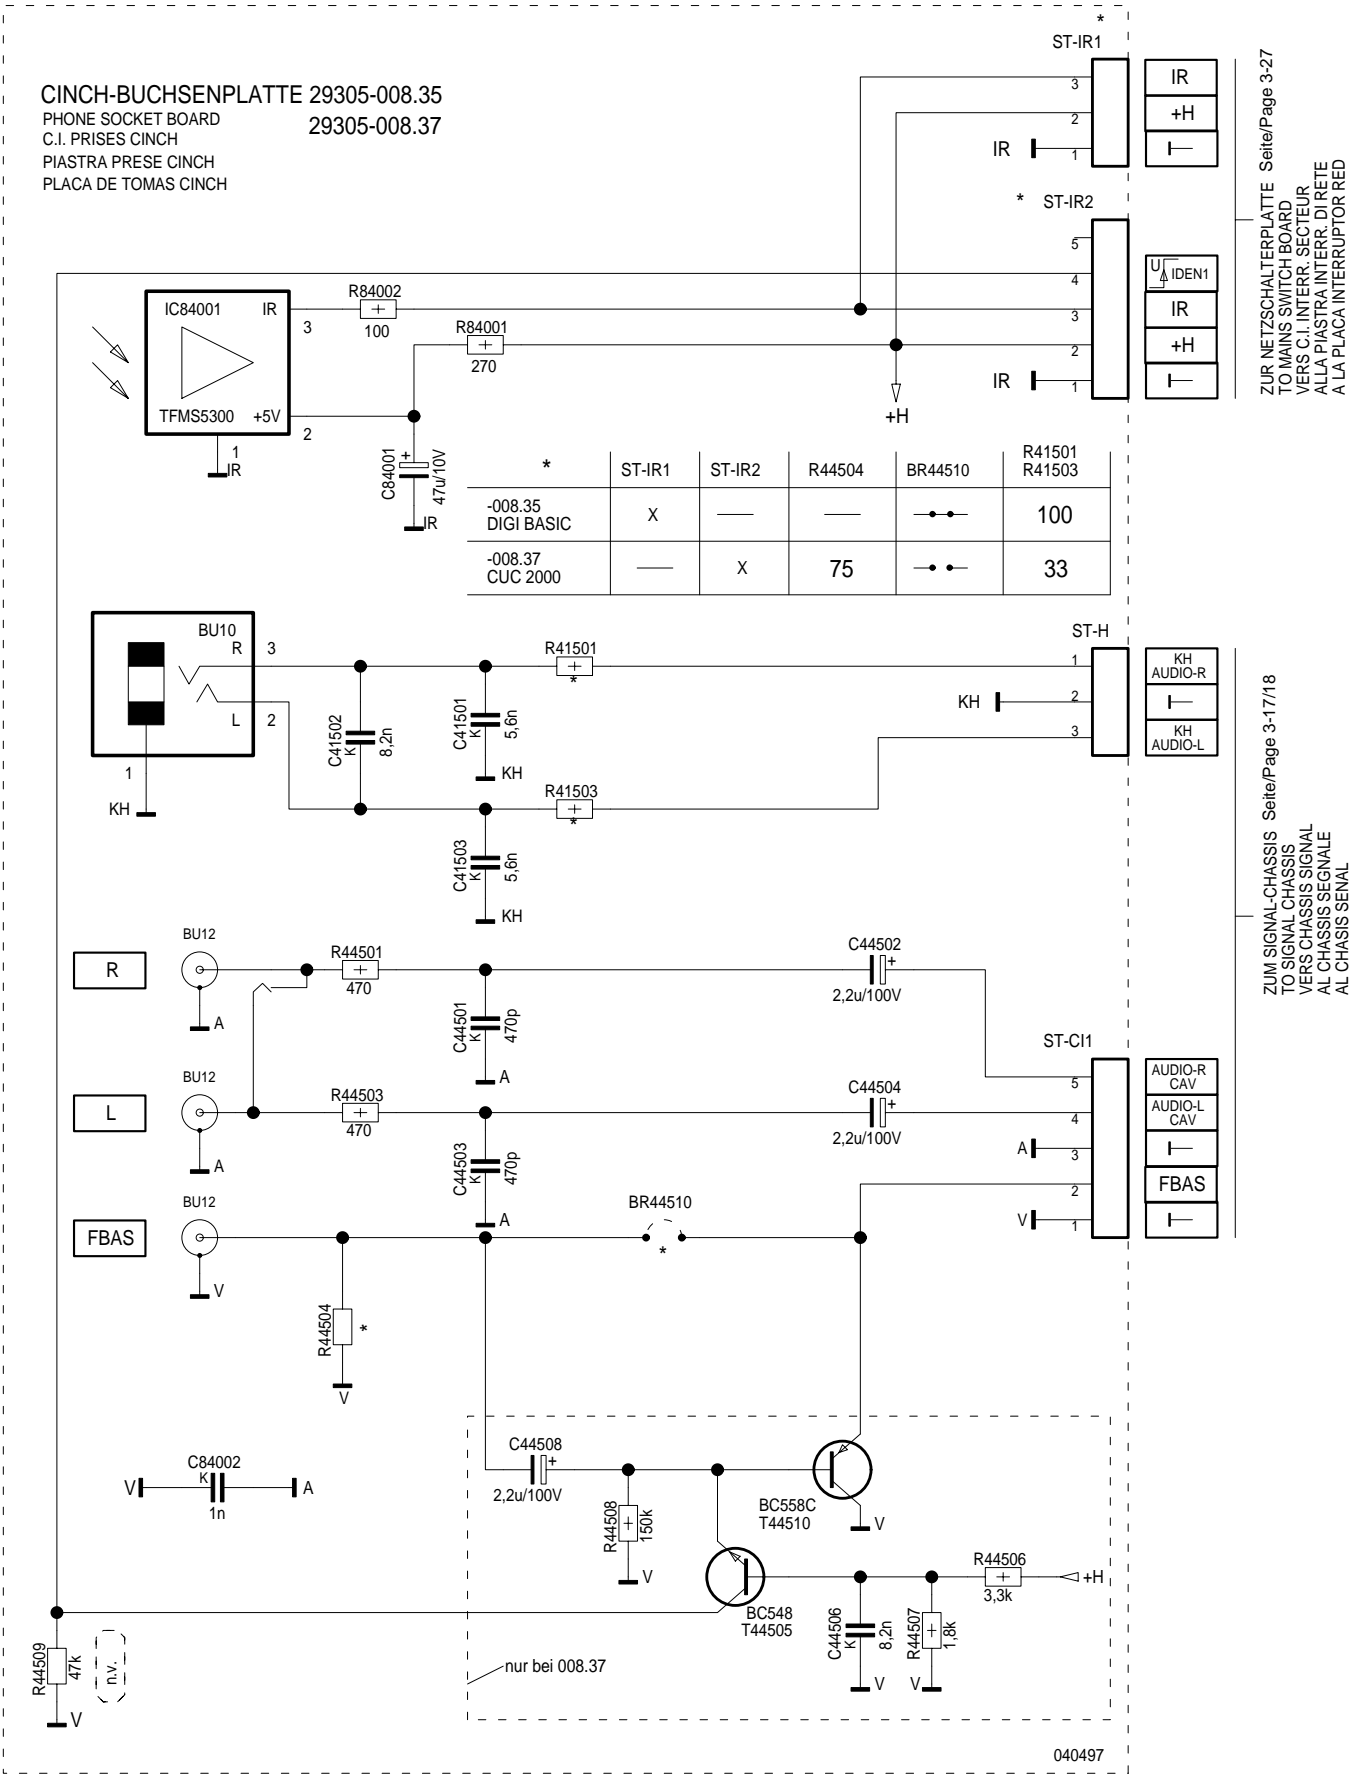 *
ST-IR1
CINCH-BUCHSENPLATTE 29305-008.35
PHONE SOCKET BOARD 29305-008.37
C.I. PRISES CINCH
PIASTRA PRESE CINCH
PLACA DE TOMAS CINCH
3 IR
2 +H
IR 1
* ST-IR2
5
4 U IDEN1
3 IR
2 +H
IR 1
ZUR NETZSCHALTERPLATTE Seite/Page 3-27
TO MAINS SWITCH BOARD
VERS C.I. INTERR. SECTEUR
ALLA PIASTRA INTERR. DI RETE
A LA PLACA INTERRUPTOR RED
IC84001 IR
3
TFMS5300 +5V
2
1
IR
R84002
+
100
R84001
+
270
+H
C84001
+
47u/10V
IR
* ST-IR1 ST-IR2 R44504 BR44510 R41501
R41503
-008.35
DIGI BASIC X 100
-008.37
CUC 2000 X 75 33
BU10
R 3
L 2
1
KH
C41502
K
8,2n
C41501
K
5,6n
KH
R41501
+
*
R41503
+
*
C41503
K
5,6n
KH
ST-H
1 KH
AUDIO-R
KH 2
3 KH
AUDIO-L
ZUM SIGNAL-CHASSIS Seite/Page 3-17/18
TO SIGNAL CHASSIS
VERS CHASSIS SIGNAL
AL CHASSIS SEGNALE
AL CHASIS SENAL
R
BU12
A
R44501
+
470
C44501
K
470p
A
C44502
+
2,2u/100V
L
BU12
A
R44503
+
470
C44503
K
470p
A
C44504
+
2,2u/100V
ST-CI1
5 AUDIO-R
CAV
4 AUDIO-L
CAV
A 3
2 FBAS
V 1
FBAS
BU12
V
BR44510
*
R44504
*
V
C84002
V K A
1n
C44508
+
2,2u/100V
R44508
+
150k
V
BC558C
T44510
V
BC548
T44505
R44506
+
3,3k
+H
C44506
K
8,2n
V
R44507
+
1,8k
V
R44509
47k
n.v.
V
nur bei 008.37
040497